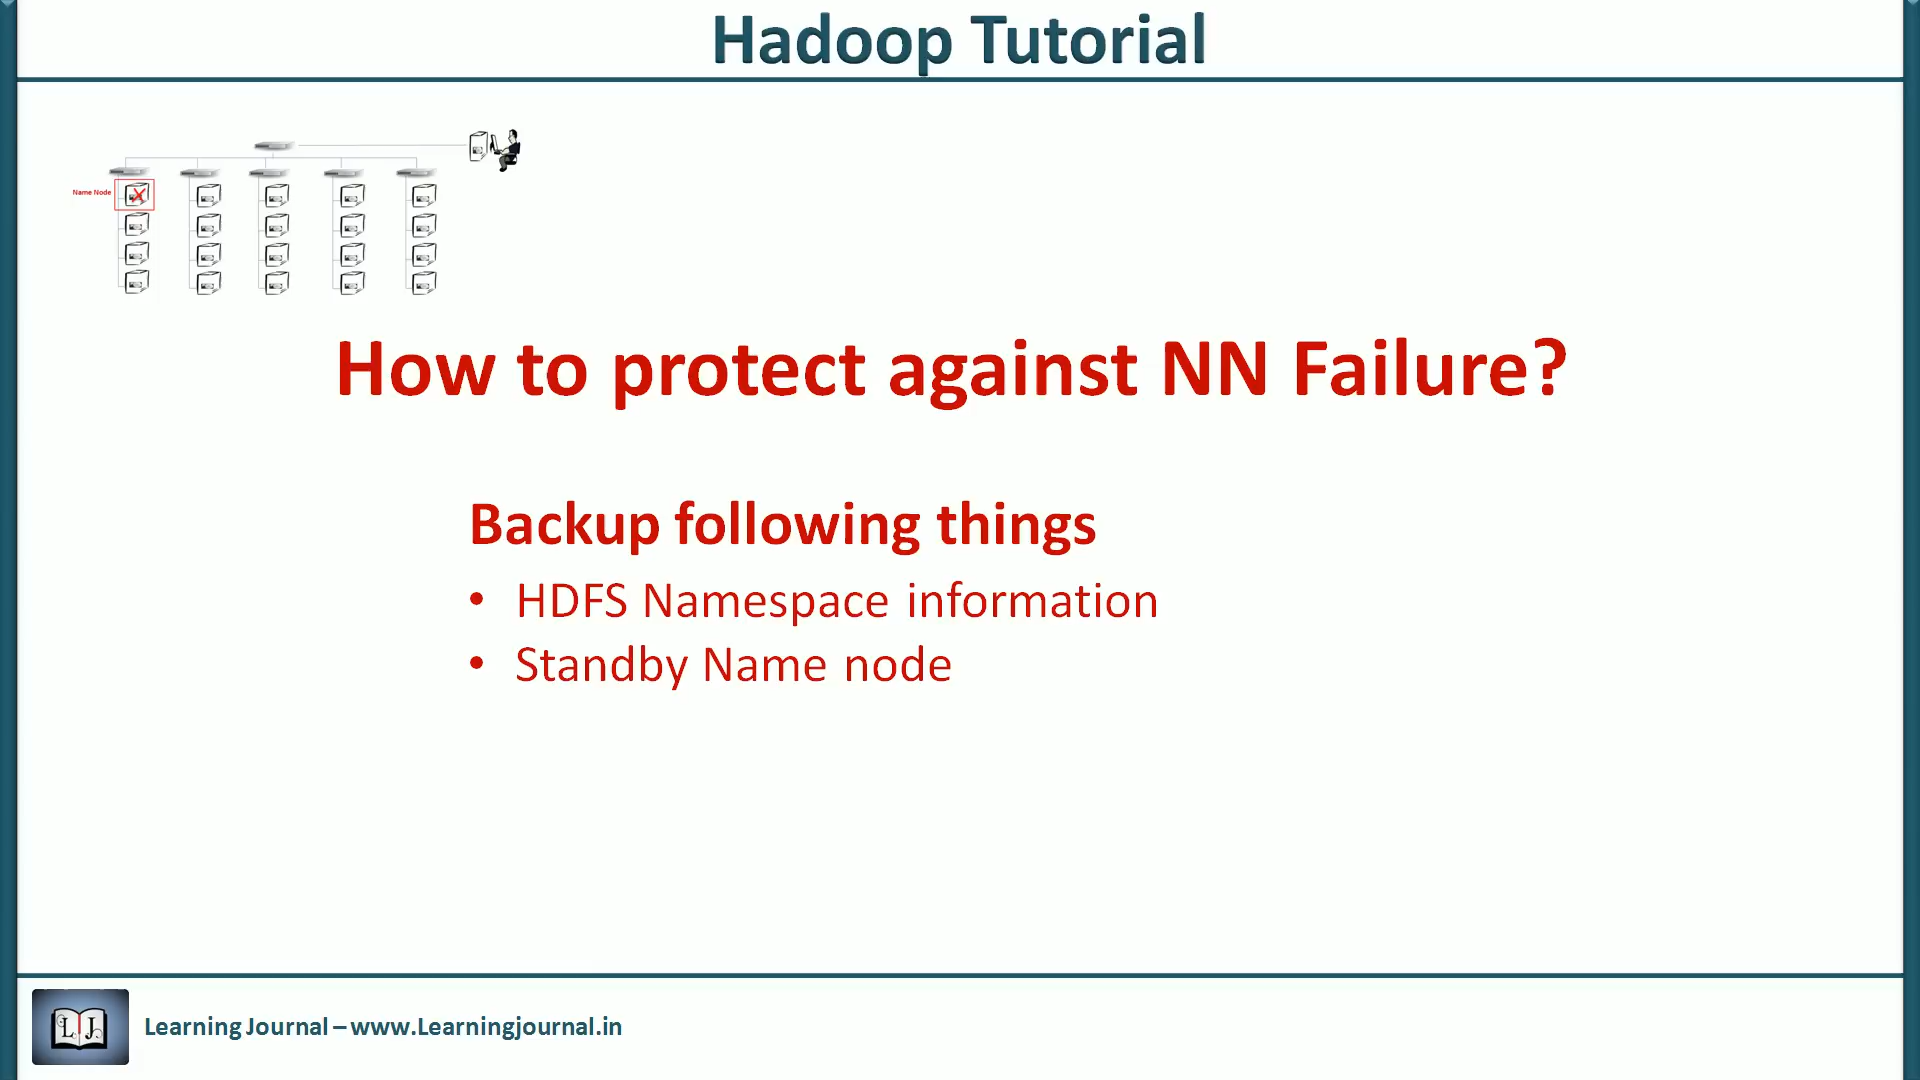 Hadoop Tutorial
Name Node
How to protect against NN Failure?
Backup following things
• HDFS Namespace information
• Standby Name node
L J
Learning Journal – www.Learningjournal.in